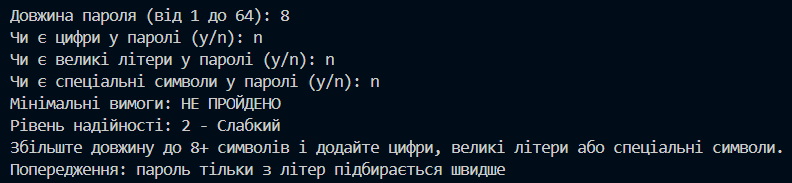 Довжина пароля (від 1 до 64): 8
Чи є цифри у паролі (y/n): n
Чи є великі літери у паролі (y/n): n
Чи є спеціальні символи у паролі (y/n): n
Мінімальні вимоги: НЕ ПРОЙДЕНО
Рівень надійності: 2 - Слабкий
Збільште довжину до 8+ символів і додайте цифри, великі літери або спеціальні символи.
Попередження: пароль тільки з літер підбирається швидше